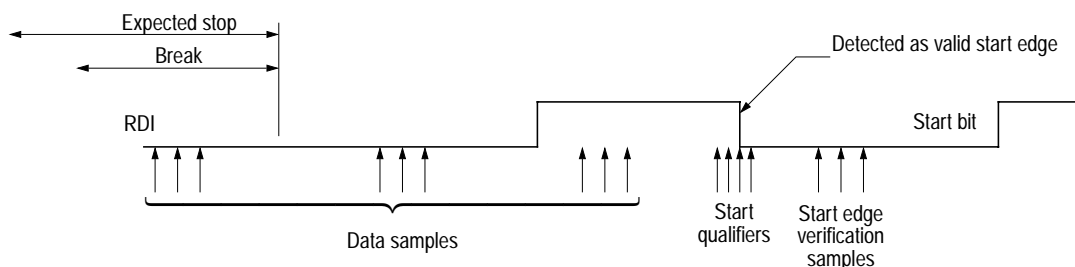 Expected stop
Break
Detected as valid start edge
RDI
Start bit
Data samples
Start
qualifiers
Start edge
verification
samples